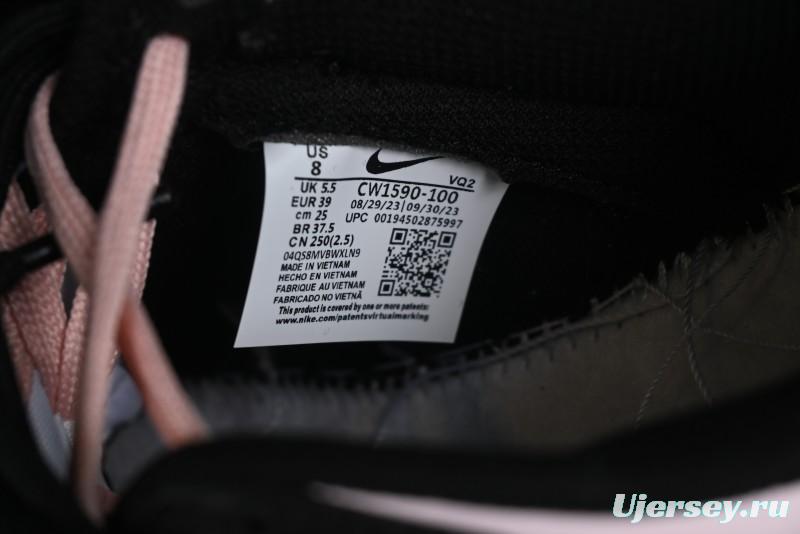 US
8
VQ2
UK 5.5
EUR 39
cm 25
BR 37.5
CN 250(2.5)
CW1590-100
08/29/23|09/30/23
UPC 00194502875997
04QS8MVBWXLN9
MADE IN VIETNAM
HECHO EN VIETNAM
FABRIQUE AU VIETNAM
FABRICADO NO VIETNÃ
This product is covered by one or more patents:
www.nike.com/patentsvirtualmarking
Ujersey.ru